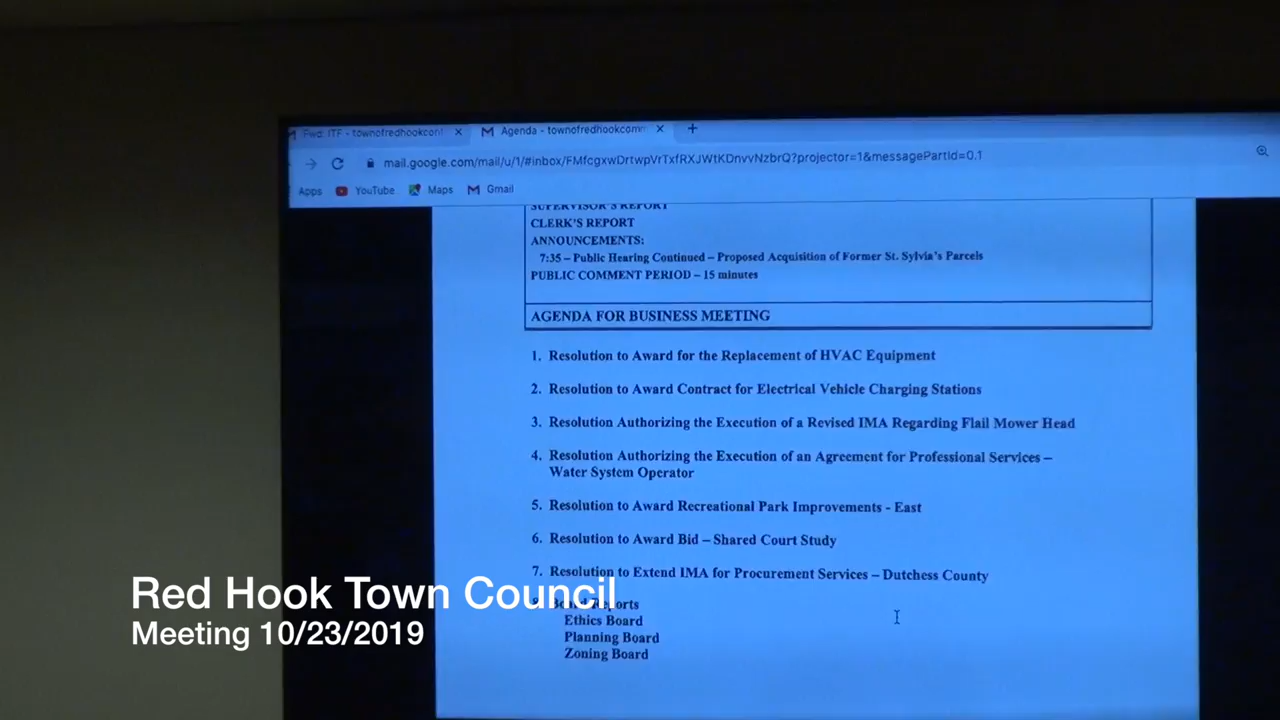 Fwd: ITF - townofredhookconf
Agenda - townofredhookcomm
mail.google.com/mail/u/1/#inbox/FMfcgxwDrtwpVrTxfRXJWtKDnvvNzbrQ?projector=1&messagePartId=0.1
Apps YouTube Maps Gmail
SUPERVISOR'S REPORT
CLERK'S REPORT
ANNOUNCEMENTS:
7:35 – Public Hearing Continued – Proposed Acquisition of Former St. Sylvia's Parcels
PUBLIC COMMENT PERIOD – 15 minutes
AGENDA FOR BUSINESS MEETING
1. Resolution to Award for the Replacement of HVAC Equipment
2. Resolution to Award Contract for Electrical Vehicle Charging Stations
3. Resolution Authorizing the Execution of a Revised IMA Regarding Flail Mower Head
4. Resolution Authorizing the Execution of an Agreement for Professional Services –
Water System Operator
5. Resolution to Award Recreational Park Improvements - East
6. Resolution to Award Bid – Shared Court Study
7. Resolution to Extend IMA for Procurement Services – Dutchess County
8. Board Reports
Ethics Board
Planning Board
Zoning Board
Red Hook Town Council
Meeting 10/23/2019